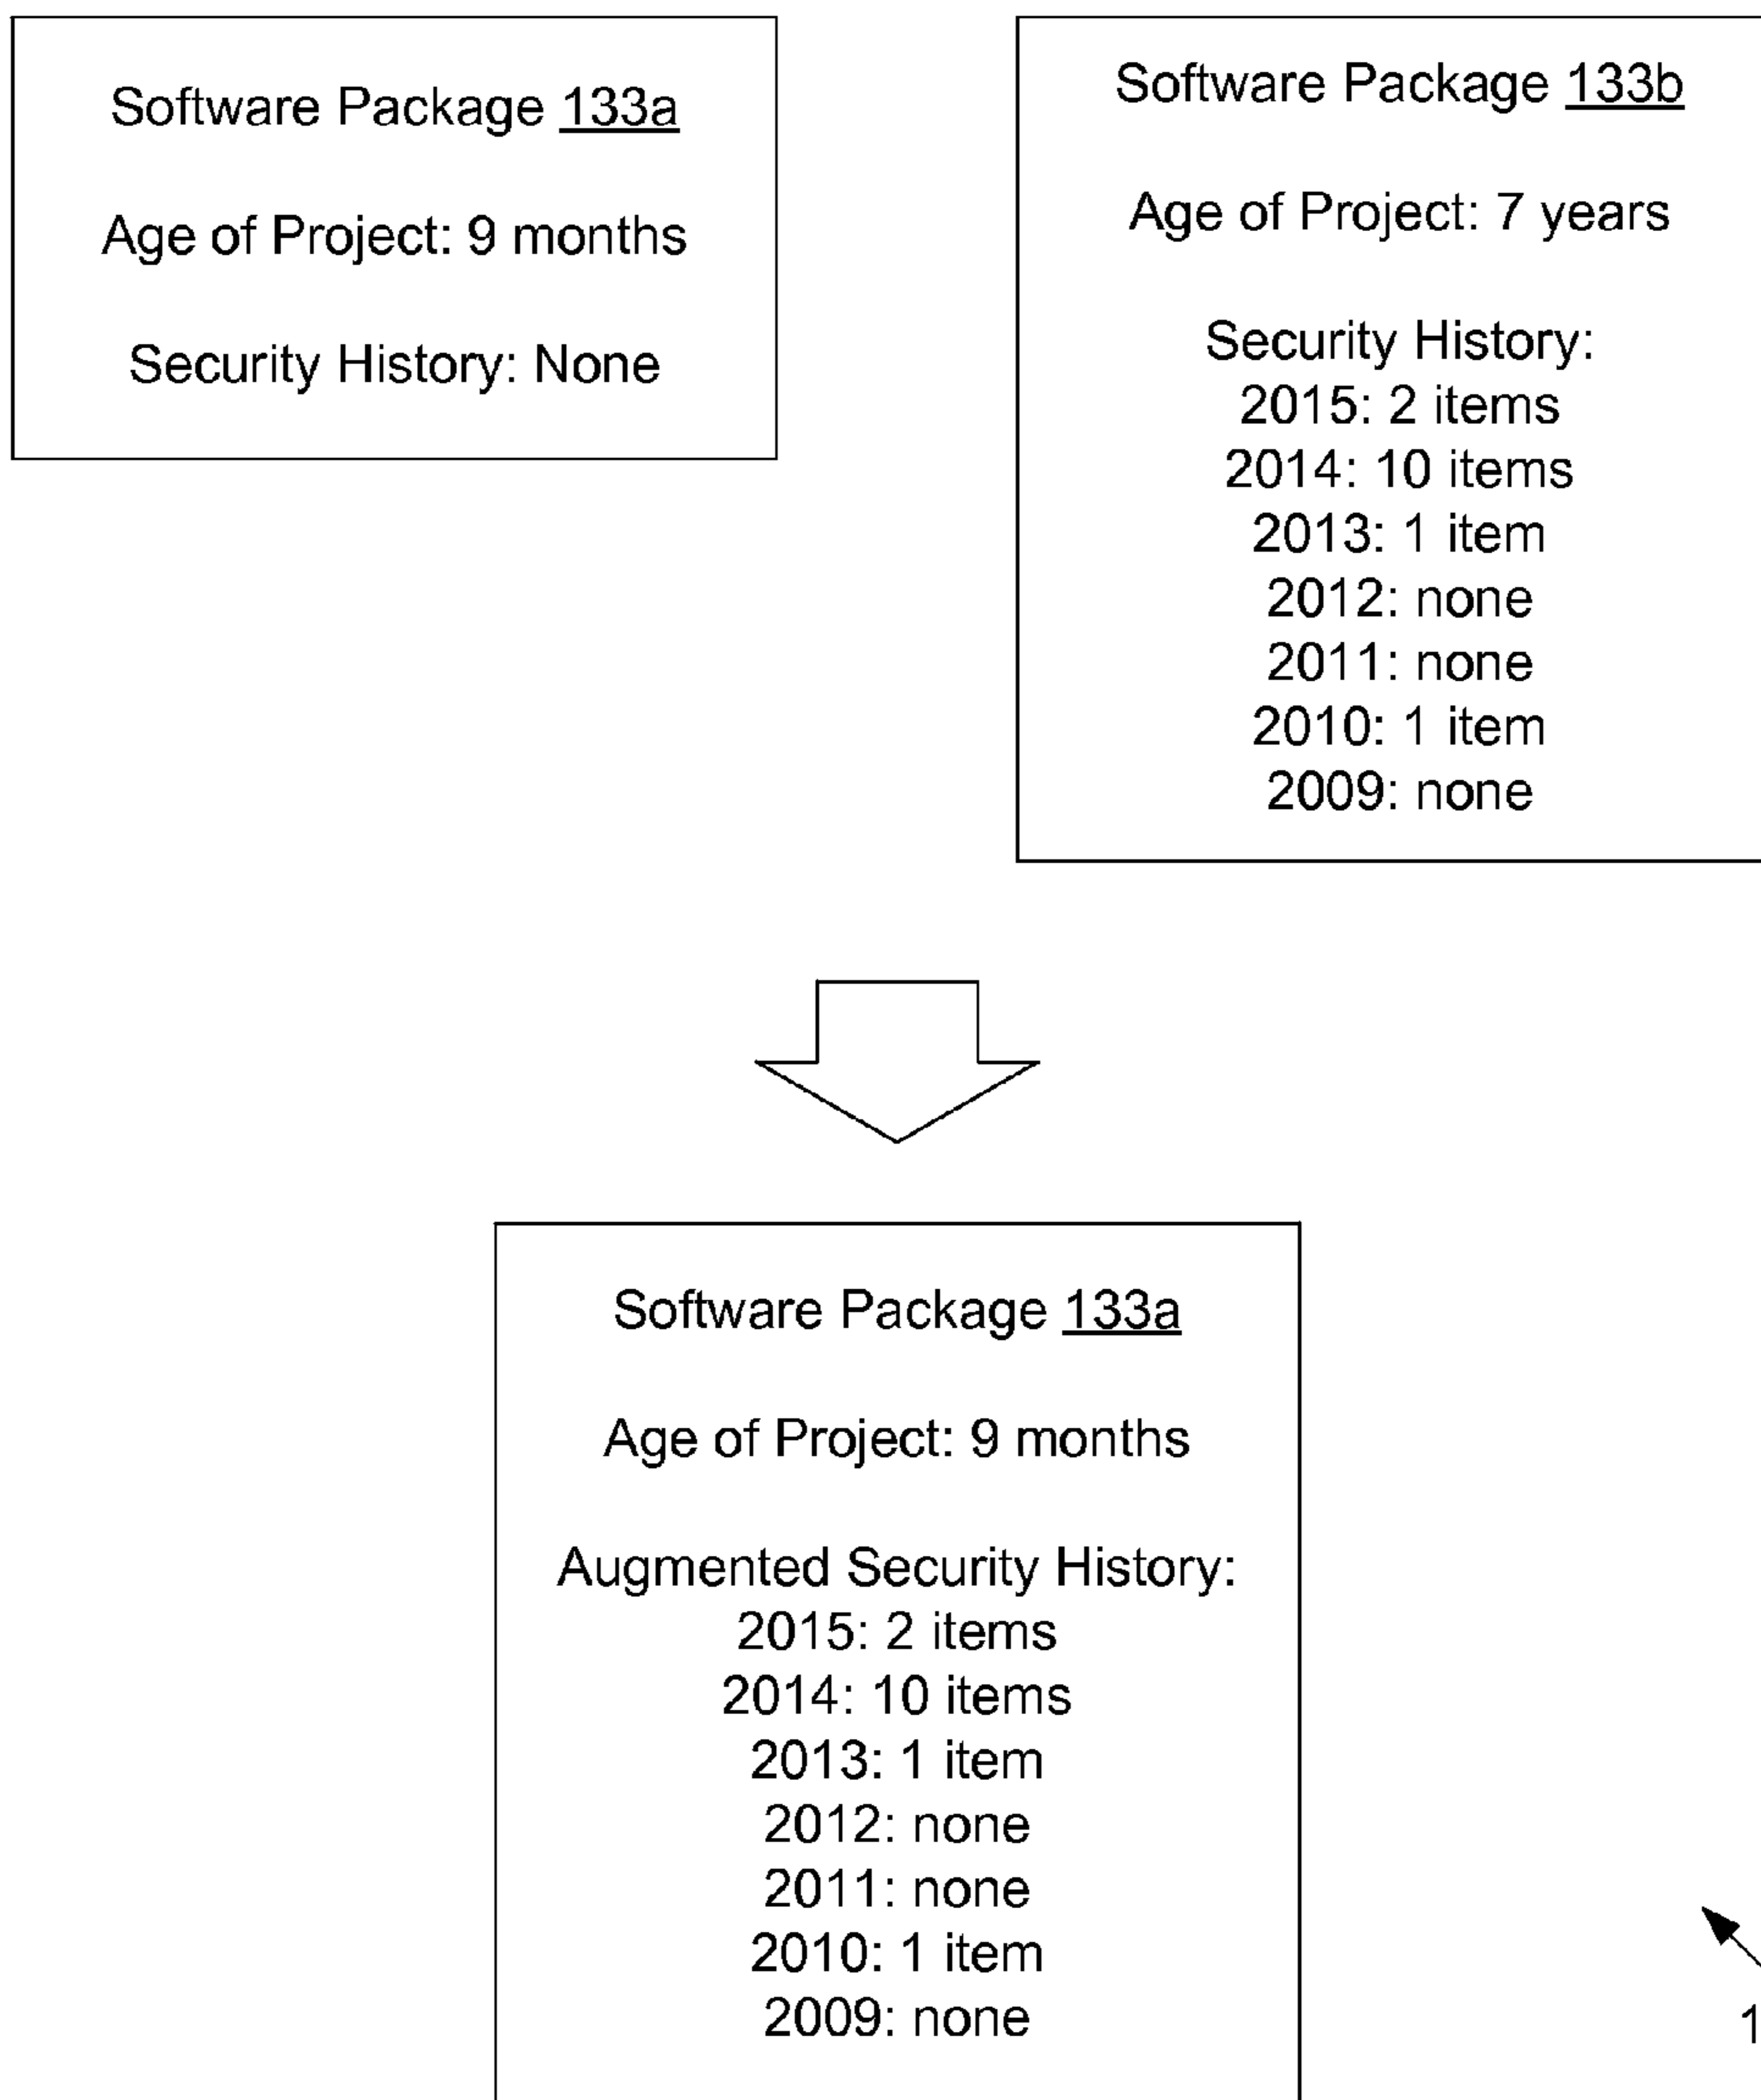 Software Package 133a
Age of Project: 9 months
Security History: None
Software Package 133b
Age of Project: 7 years
Security History:
2015: 2 items
2014: 10 items
2013: 1 item
2012: none
2011: none
2010: 1 item
2009: none
Software Package 133a
Age of Project: 9 months
Augmented Security History:
2015: 2 items
2014: 10 items
2013: 1 item
2012: none
2011: none
2010: 1 item
2009: none
1